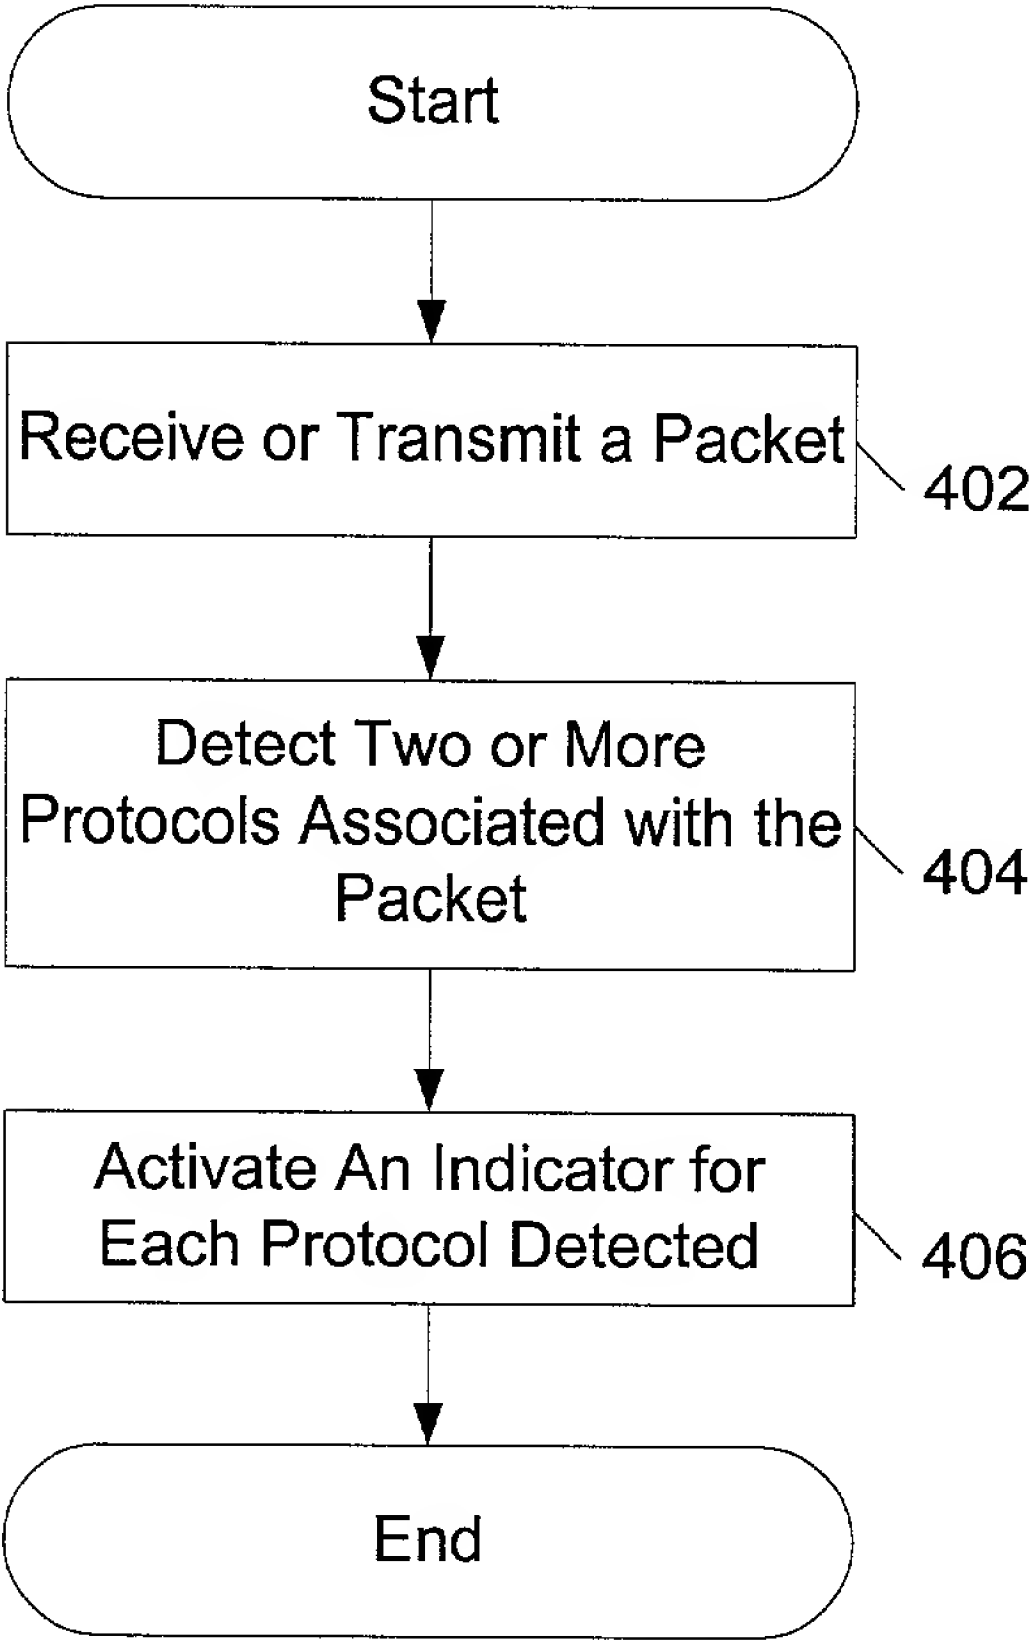 Start
Receive or Transmit a Packet
402
Detect Two or More
Protocols Associated with the
Packet
404
Activate An Indicator for
Each Protocol Detected
406
End